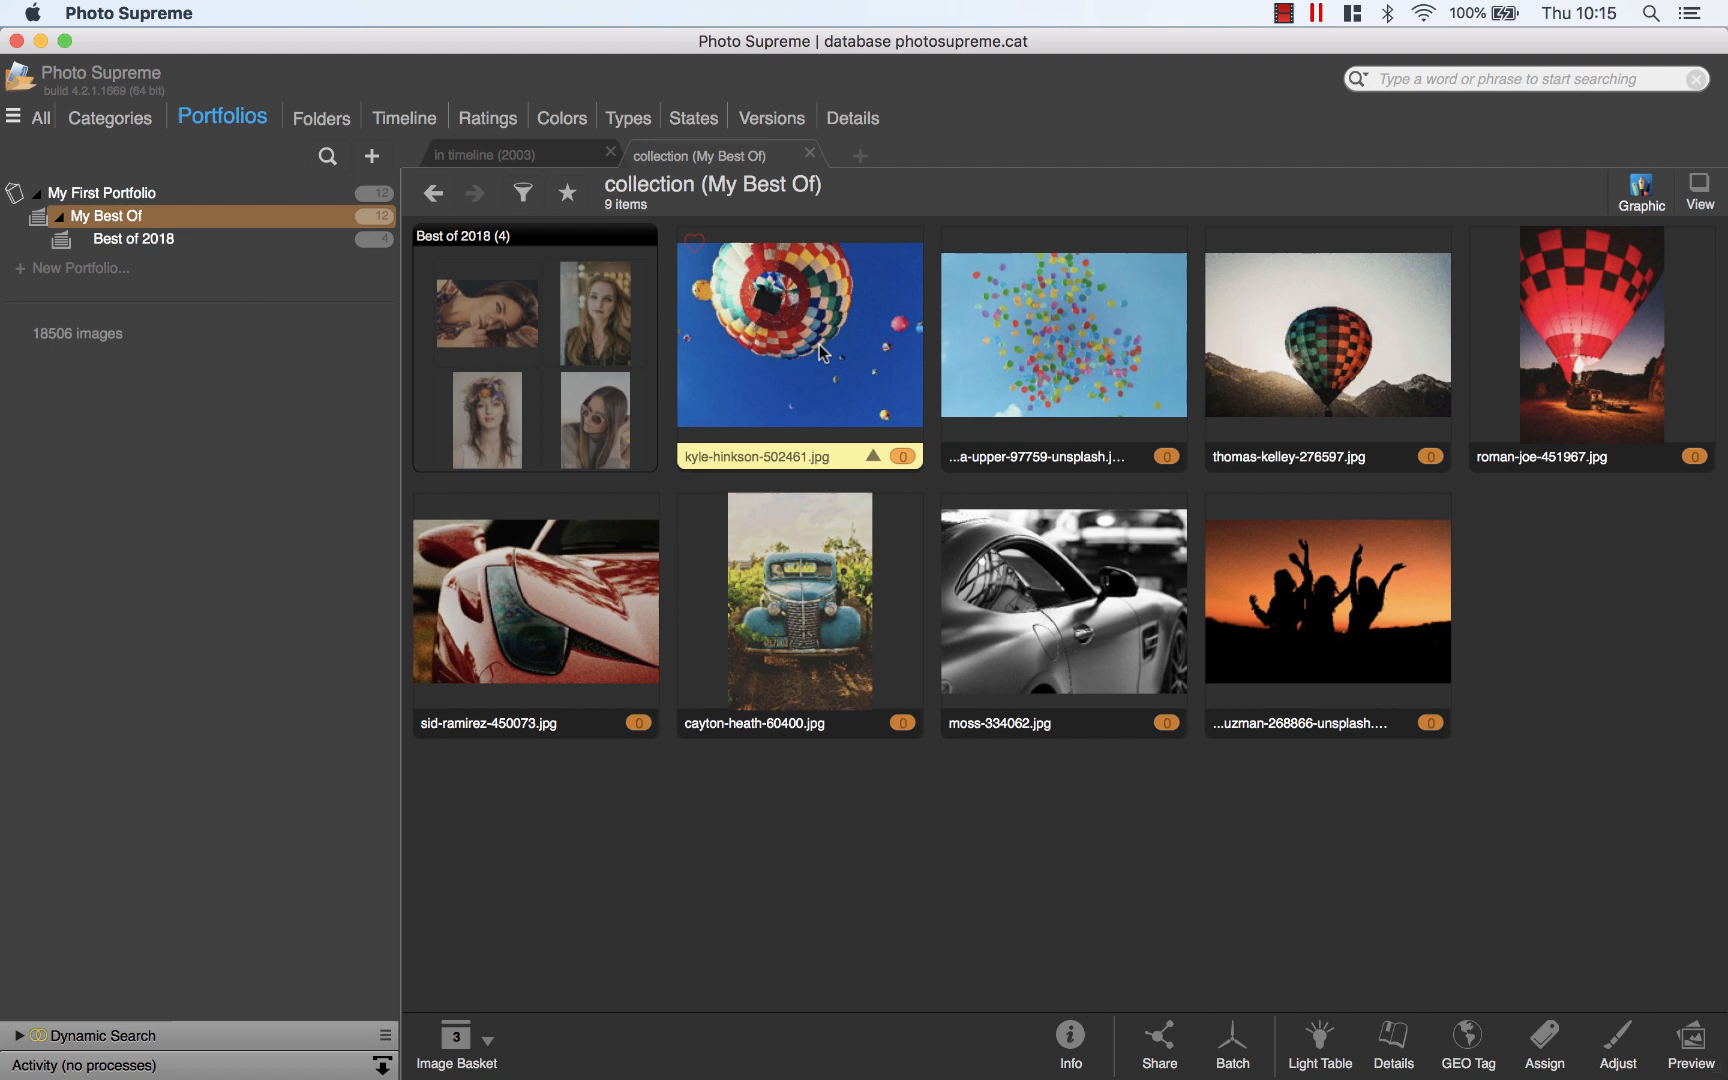 Photo Supreme
100%
Thu 10:15
Photo Supreme | database photosupreme.cat
Photo Supreme
build 4.2.1.1669 (64 bit)
Type a word or phrase to start searching
All
Categories
Portfolios
Folders
Timeline
Ratings
Colors
Types
States
Versions
Details
in timeline (2003)
collection (My Best Of)
My First Portfolio
12
My Best Of
12
Best of 2018
4
+ New Portfolio...
18506 images
collection (My Best Of)
9 items
Graphic
View
Best of 2018 (4)
kyle-hinkson-502461.jpg
0
...a-upper-97759-unsplash.j...
0
thomas-kelley-276597.jpg
0
roman-joe-451967.jpg
0
sid-ramirez-450073.jpg
0
cayton-heath-60400.jpg
0
moss-334062.jpg
0
...uzman-268866-unsplash....
0
Dynamic Search
Activity (no processes)
3
Image Basket
Info
Share
Batch
Light Table
Details
GEO Tag
Assign
Adjust
Preview